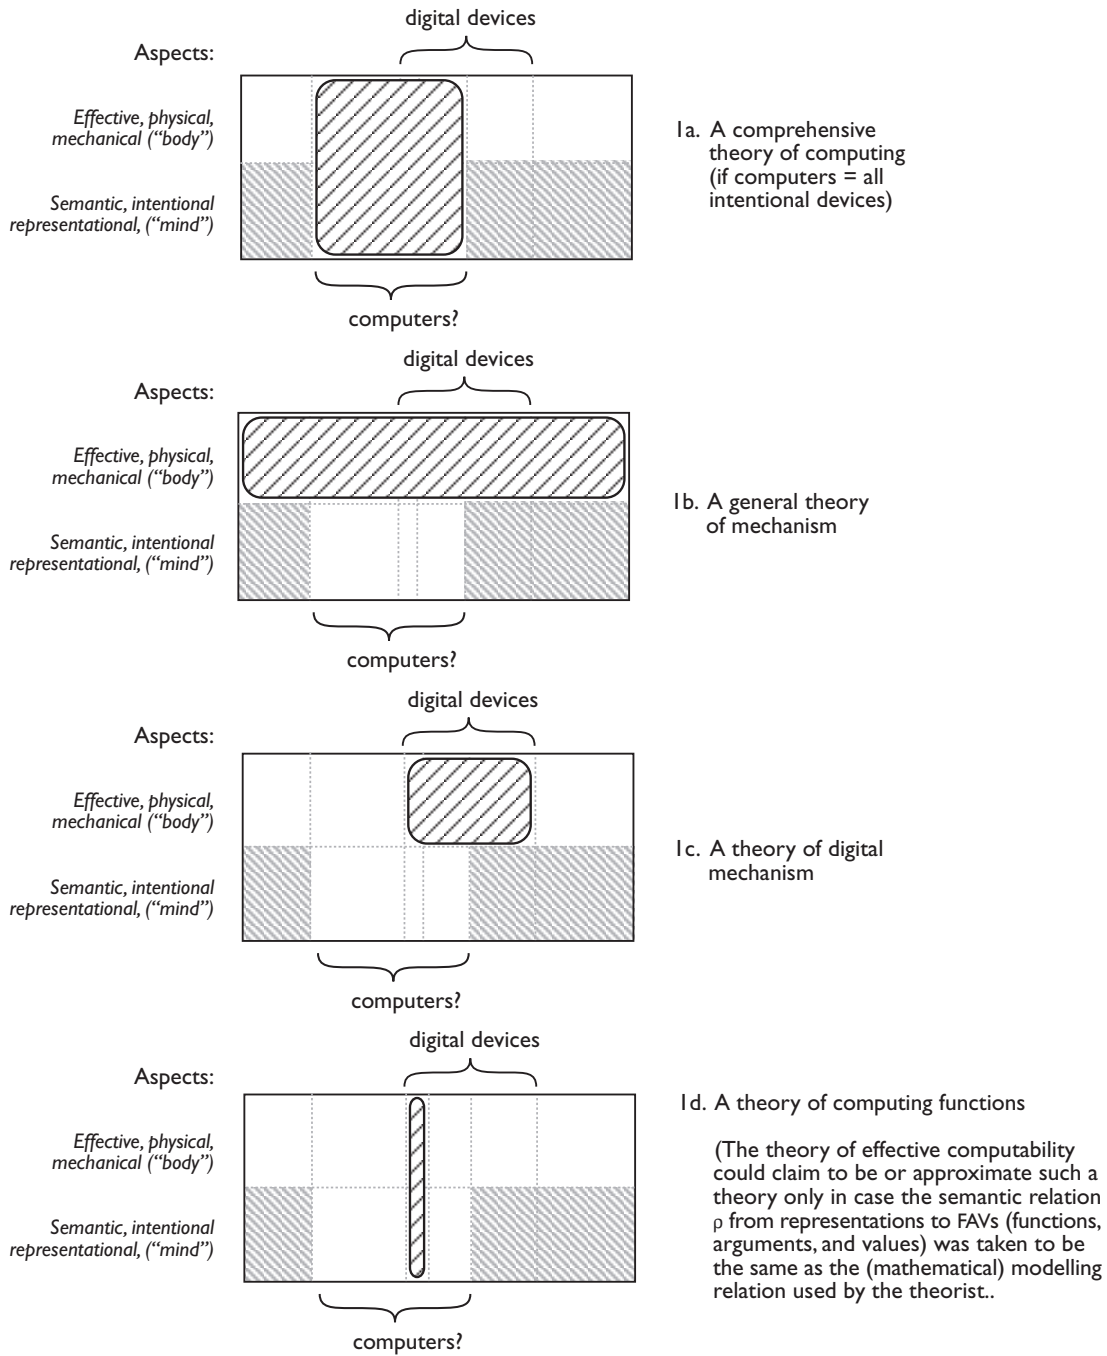 digital devices
Aspects:
Effective, physical,
mechanical (“body”)
Semantic, intentional
representational, (“mind”)
1a. A comprehensive
theory of computing
(if computers = all
intentional devices)
computers?
digital devices
Aspects:
Effective, physical,
mechanical (“body”)
Semantic, intentional
representational, (“mind”)
1b. A general theory
of mechanism
computers?
digital devices
Aspects:
Effective, physical,
mechanical (“body”)
Semantic, intentional
representational, (“mind”)
1c. A theory of digital
mechanism
computers?
digital devices
Aspects:
Effective, physical,
mechanical (“body”)
Semantic, intentional
representational, (“mind”)
1d. A theory of computing functions
(The theory of effective computability
could claim to be or approximate such a
theory only in case the semantic relation
ρ from representations to FAVs (functions,
arguments, and values) was taken to be
the same as the (mathematical) modelling
relation used by the theorist..
computers?